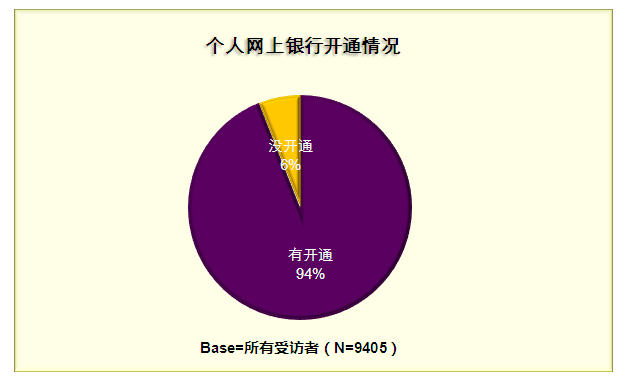 个人网上银行开通情况
没开通
6%
有开通
94%
Base=所有受访者（N=9405）